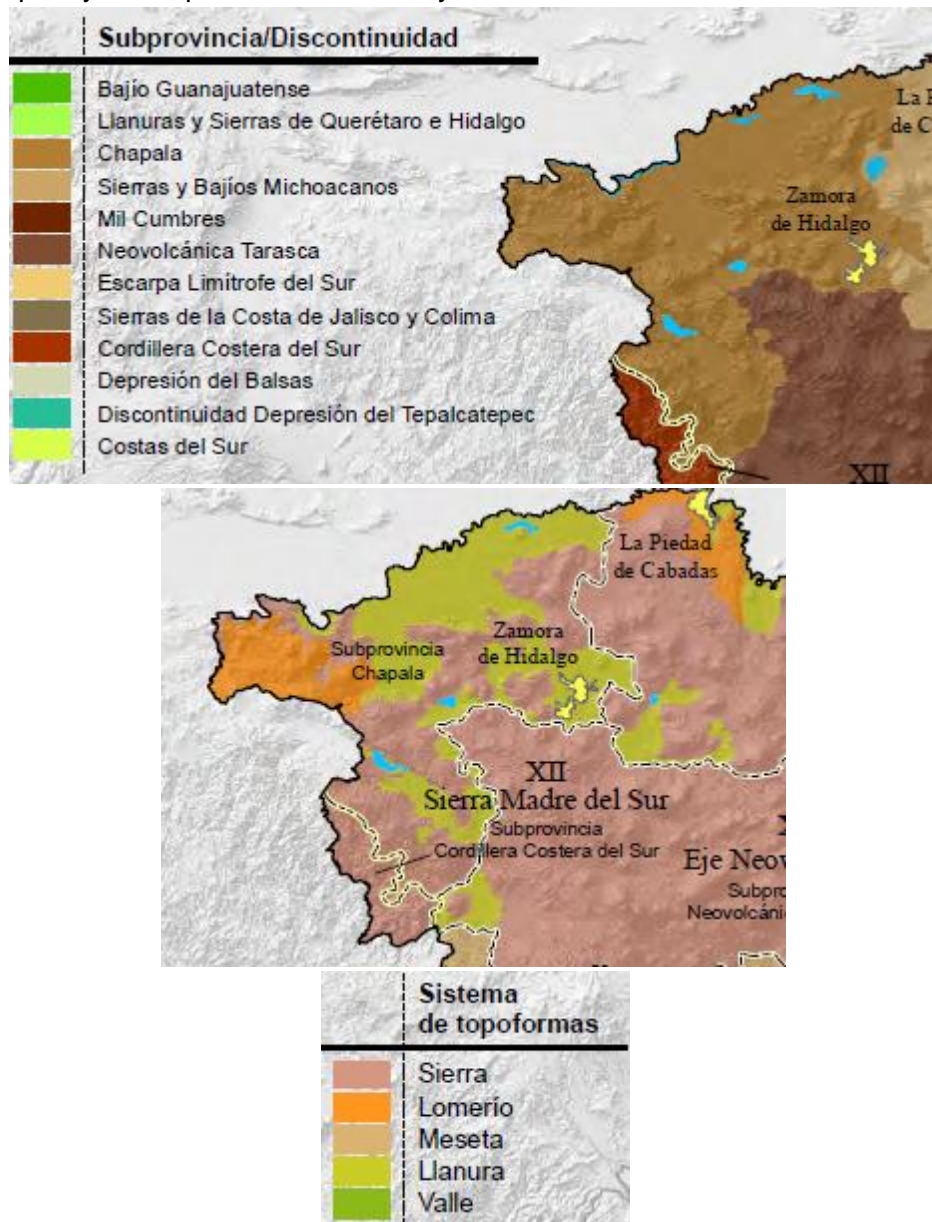 Subprovincia/Discontinuidad
Bajío Guanajuatense
Llanuras y Sierras de Querétaro e Hidalgo
Chapala
Sierras y Bajíos Michoacanos
Mil Cumbres
Neovolcánica Tarasca
Escarpa Limítrofe del Sur
Sierras de la Costa de Jalisco y Colima
Cordillera Costera del Sur
Depresión del Balsas
Discontinuidad Depresión del Tepalcatepec
Costas del Sur
La
de C
Zamora
de Hidalgo
XII
La Piedad
de Cabadas
Zamora
de Hidalgo
Subprovincia
Chapala
XII
Sierra Madre del Sur
Subprovincia
Cordillera Costera del Sur
Eje Neov
Subpro
Neovolcáni
Sistema
de topoformas
Sierra
Lomerío
Meseta
Llanura
Valle